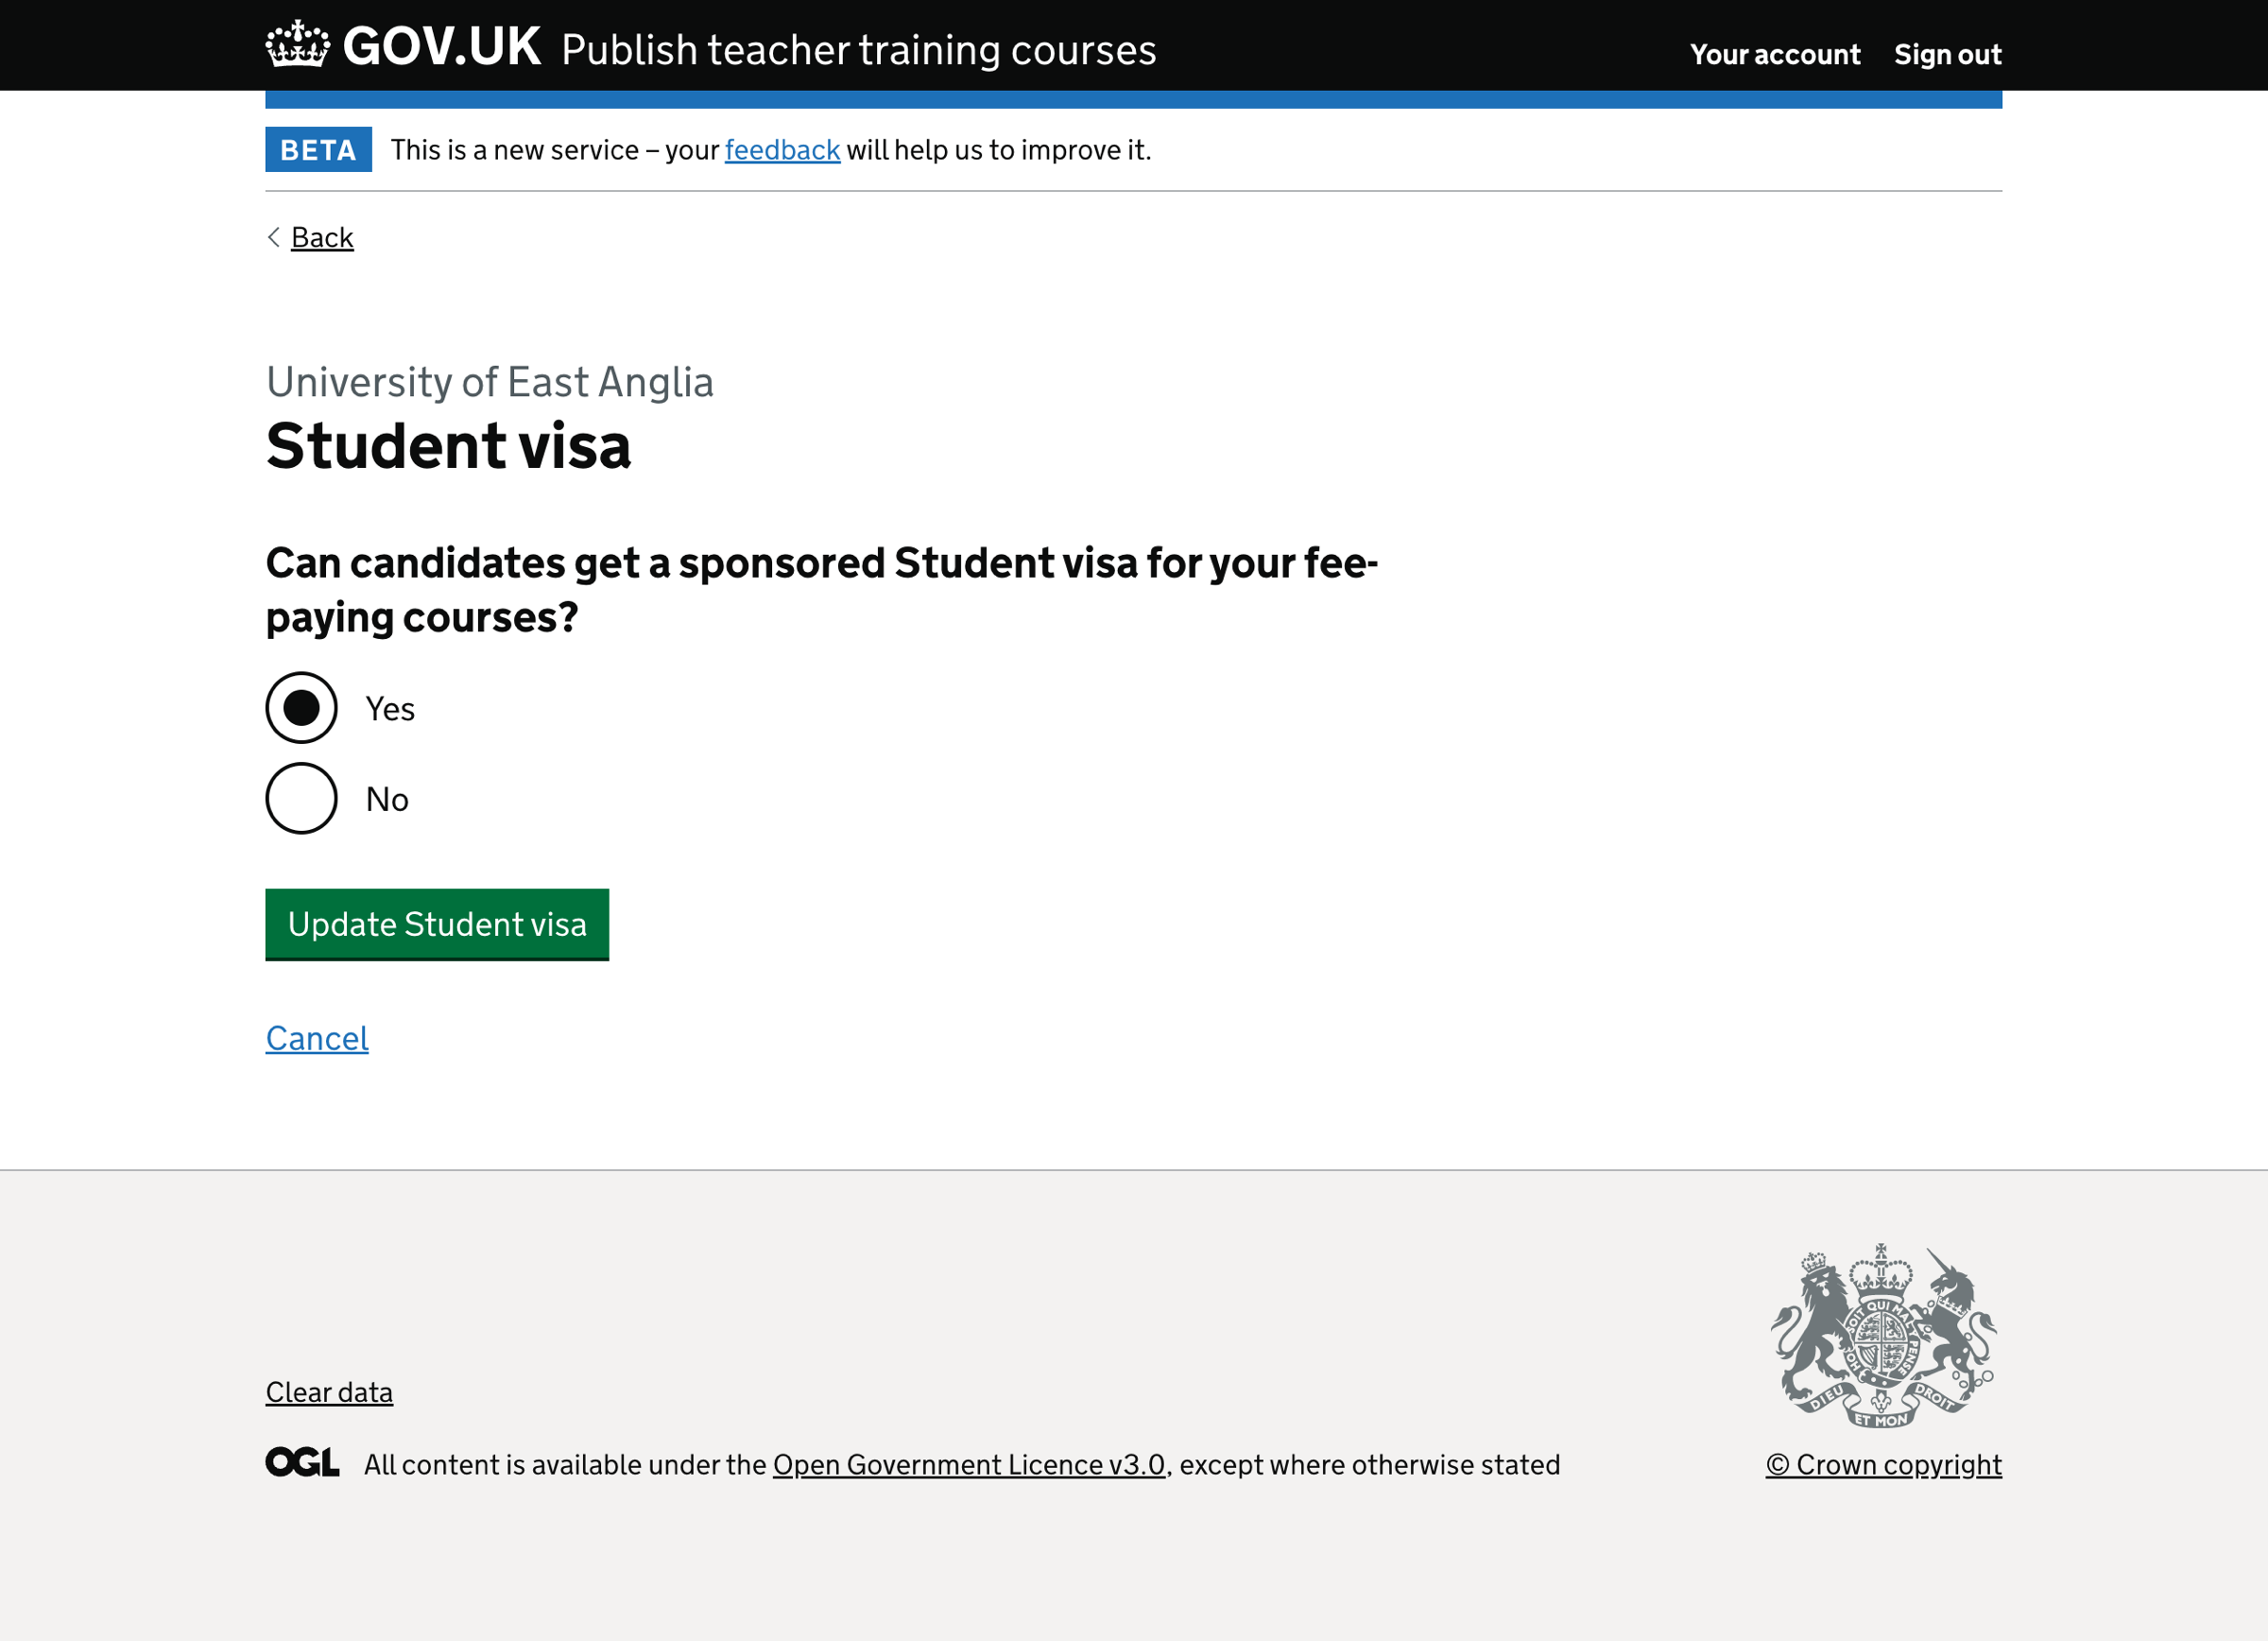 GOV.UK Publish teacher training courses
Your account Sign out
BETA This is a new service – your feedback will help us to improve it.
Back
University of East Anglia
Student visa
Can candidates get a sponsored Student visa for your fee-
paying courses?
Yes
No
Update Student visa
Cancel
Clear data
OGL All content is available under the Open Government Licence v3.0, except where otherwise stated
SOIT QUI MAL PENSE
HON
DIEU ET MON DROIT
© Crown copyright